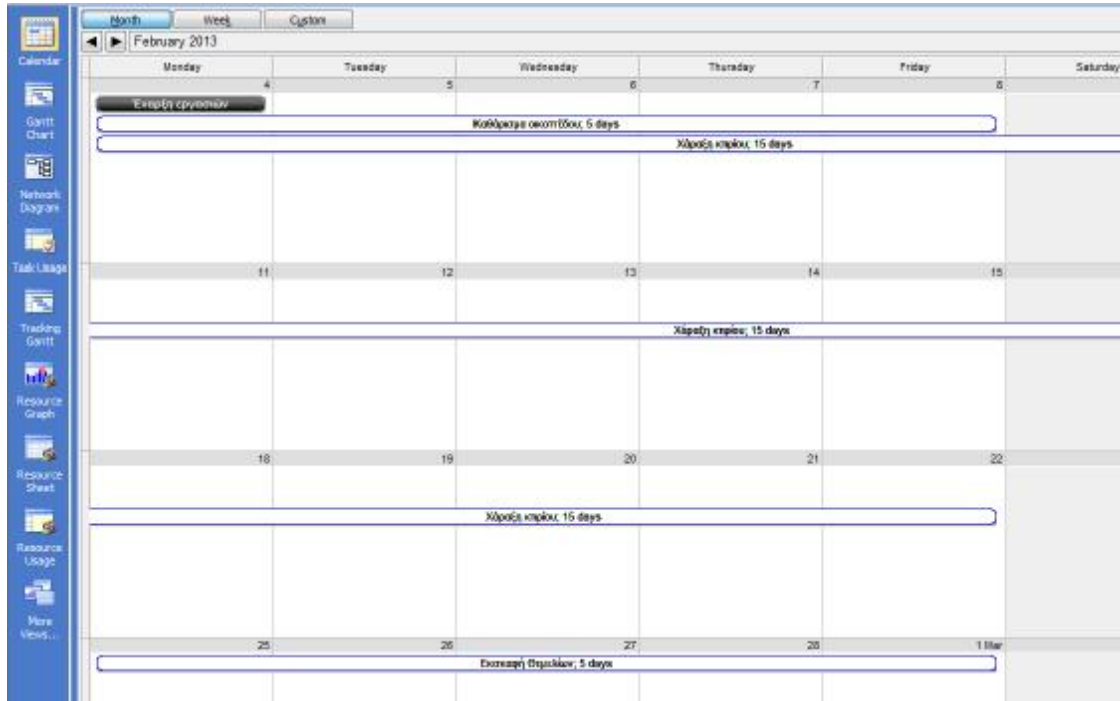 Month Week Custom
February 2013
Monday Tuesday Wednesday Thursday Friday Saturday
4 5 6 7 8
Έναρξη εργασιών
Καθάρισμα οικοπέδου; 5 days
Χάραξη κτιρίου; 15 days
11 12 13 14 15
Χάραξη κτιρίου; 15 days
18 19 20 21 22
Χάραξη κτιρίου; 15 days
25 26 27 28 1 Mar
Εκσκαφή Θεμελίων; 5 days
Calendar
Gantt
Chart
Network
Diagram
Task Usage
Tracking
Gantt
Resource
Graph
Resource
Sheet
Resource
Usage
More
Views...